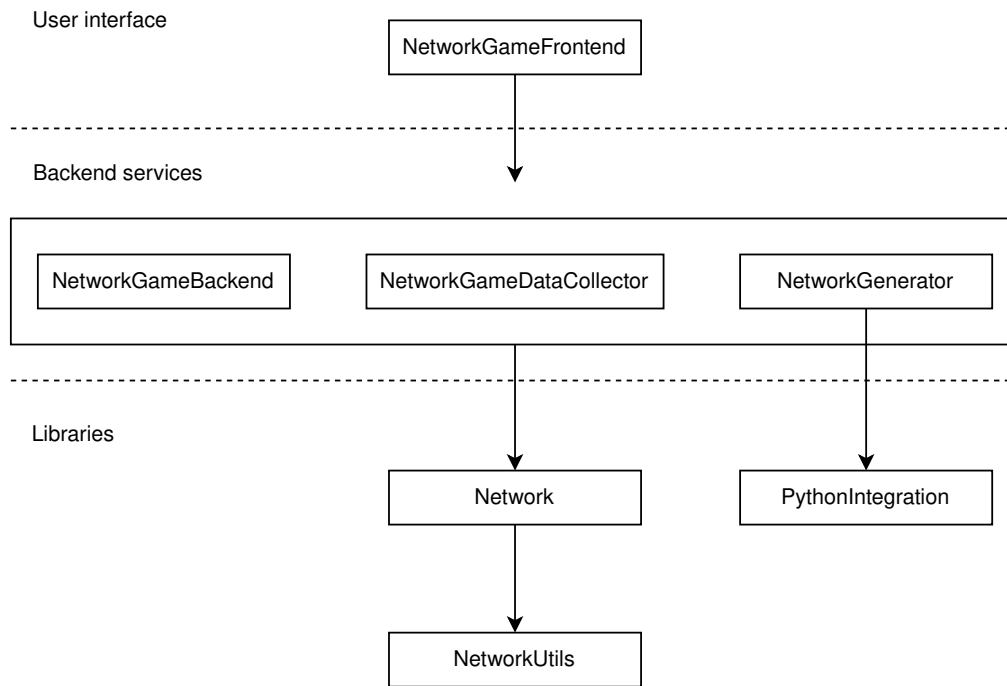 User interface
NetworkGameFrontend
Backend services
NetworkGameBackend
NetworkGameDataCollector
NetworkGenerator
Libraries
Network
PythonIntegration
NetworkUtils